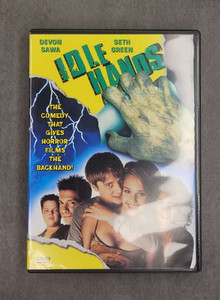 DEVON
SAWA
SETH
GREEN
IDLE
HANDS
THE
COMEDY
THAT
GIVES
HORROR
FILMS
THE
BACKHAND!